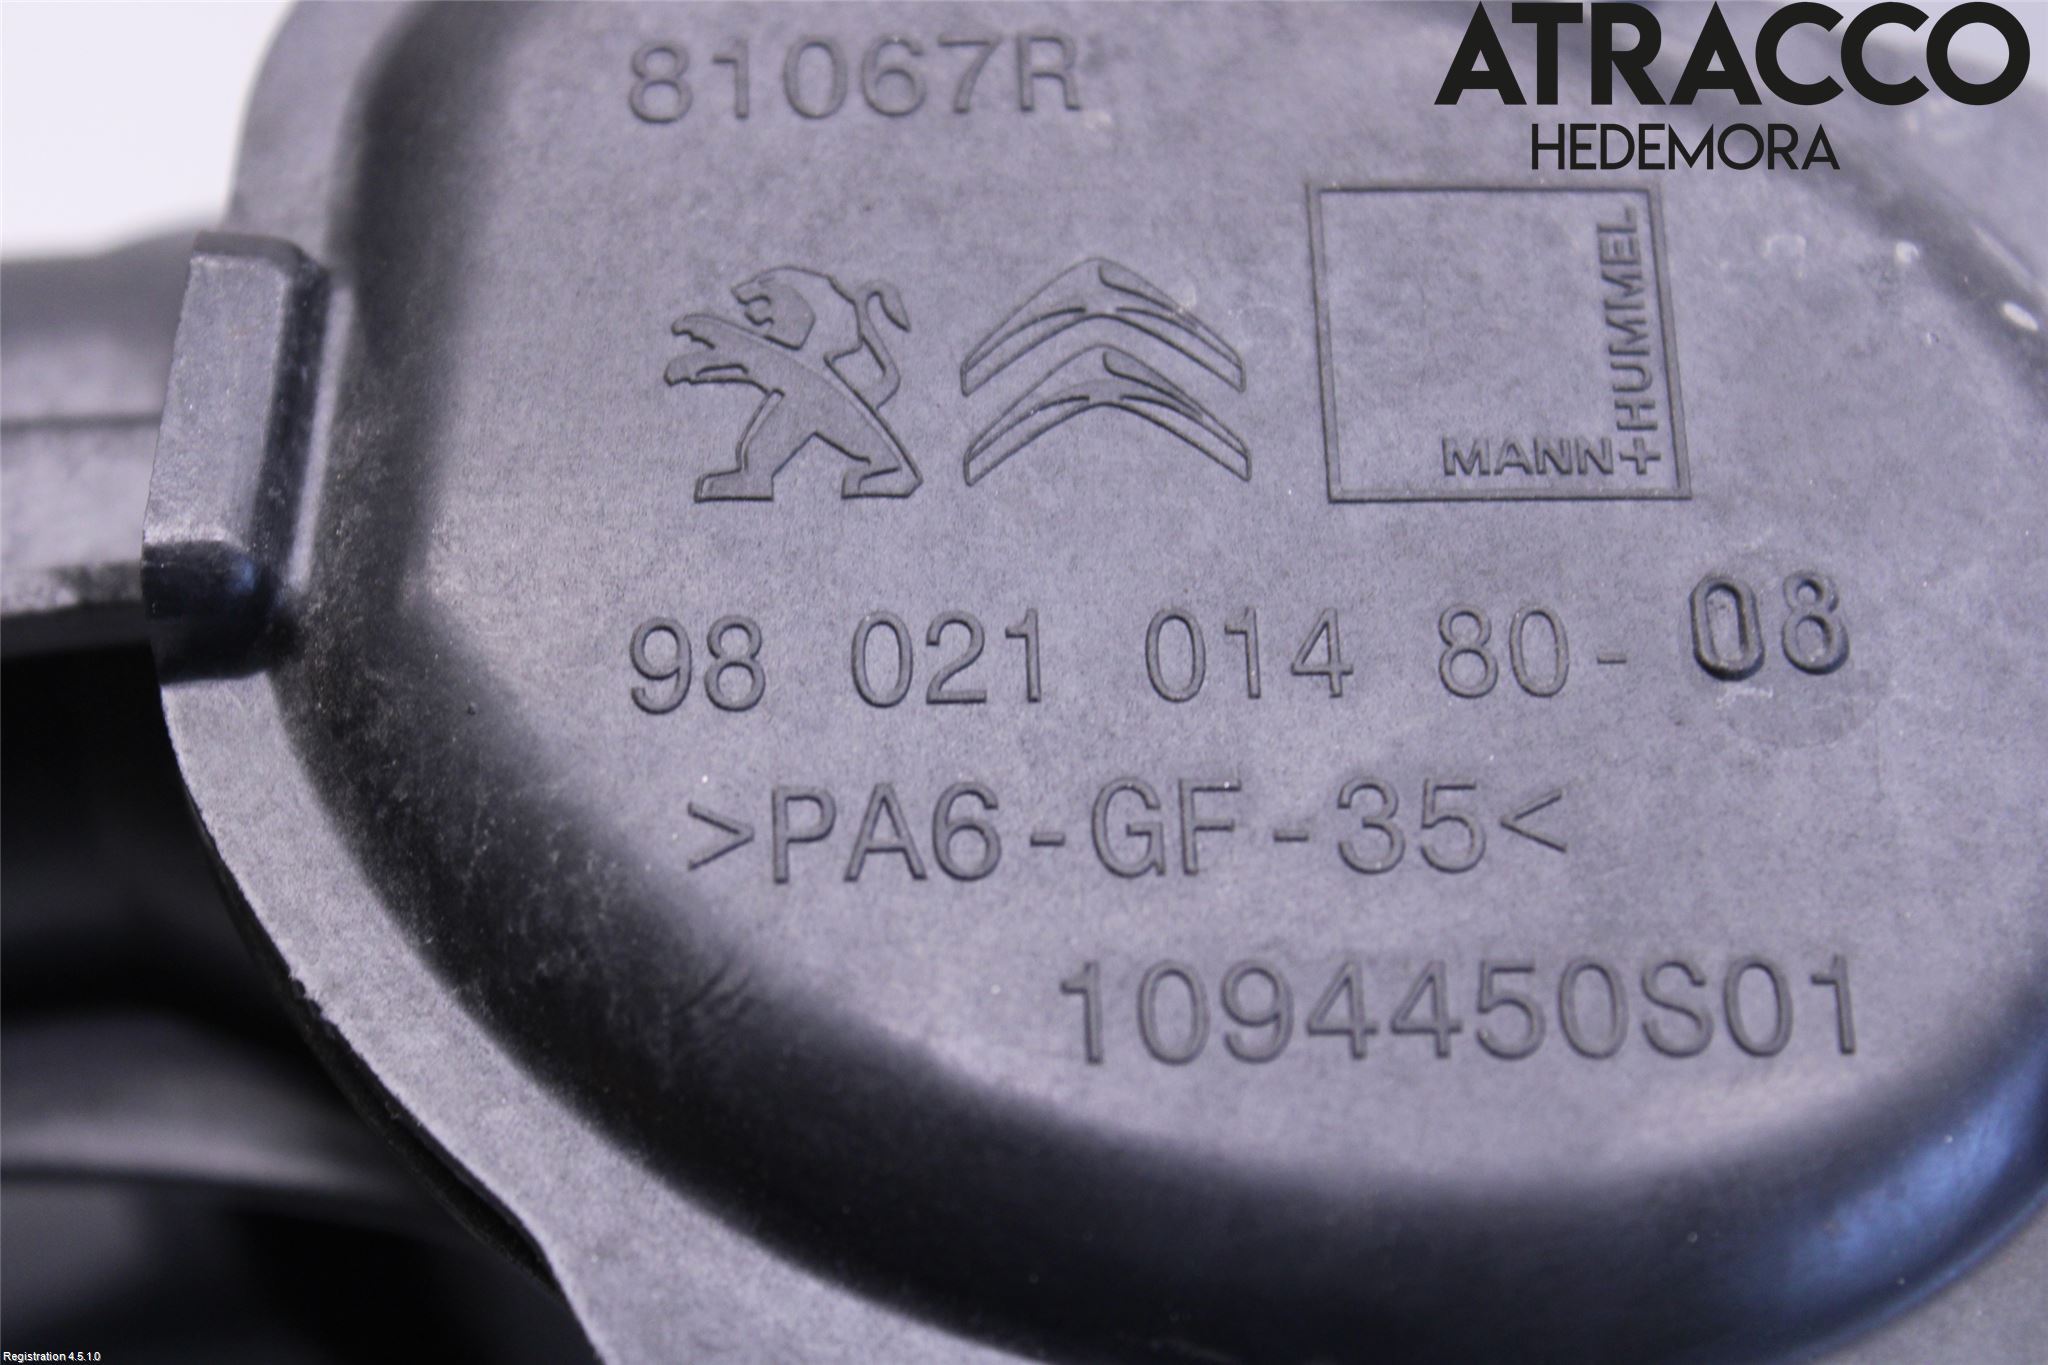 81067R
ATRACCO
HEDEMORA
MANN+HUMMEL
98 021 014 80-08
>PA6-GF-35<
1094450S01
Registration 4.5.1.0